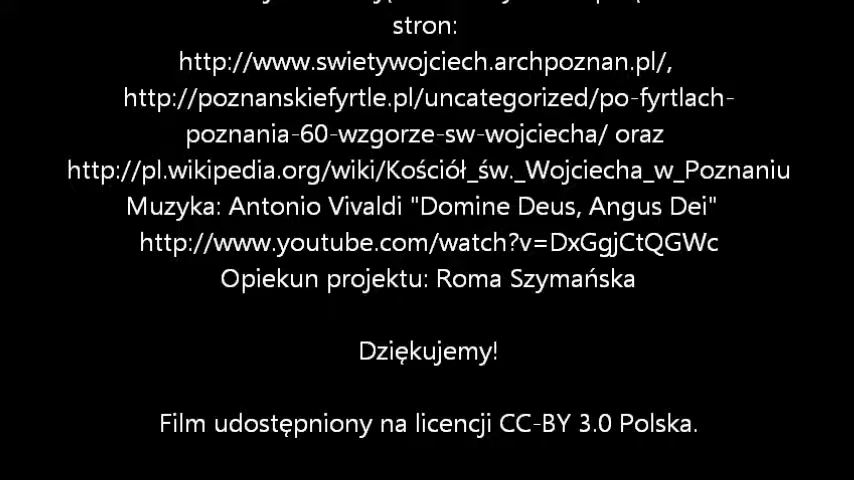 stron:
http://www.swietywojciech.archpoznan.pl/,
http://poznanskiefyrtle.pl/uncategorized/po-fyrtlach-
poznania-60-wzgorze-sw-wojciecha/ oraz
http://pl.wikipedia.org/wiki/Kościół_św._Wojciecha_w_Poznaniu
Muzyka: Antonio Vivaldi "Domine Deus, Angus Dei"
http://www.youtube.com/watch?v=DxGgjCtQGWc
Opiekun projektu: Roma Szymańska
Dziękujemy!
Film udostępniony na licencji CC-BY 3.0 Polska.